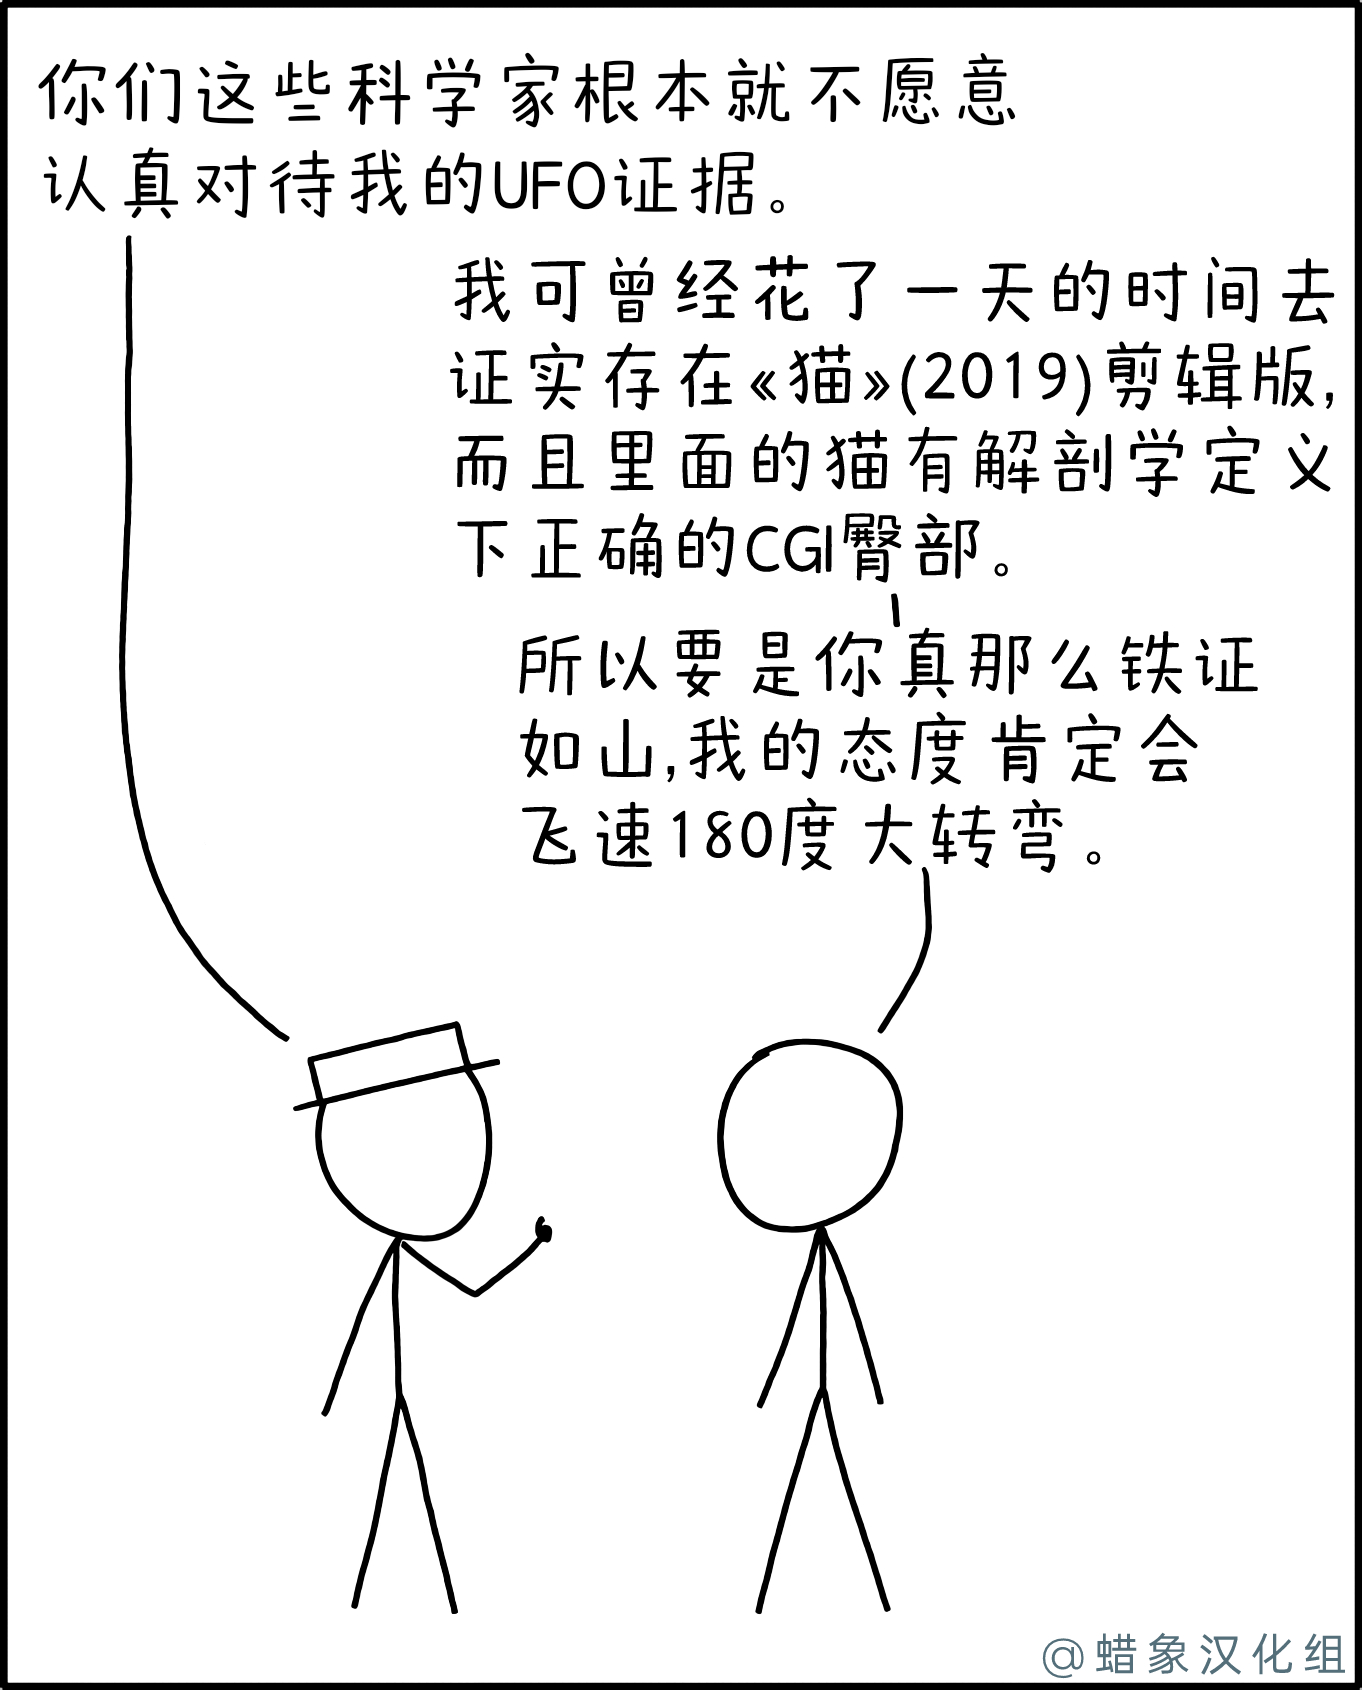 你们这些科学家根本就不愿意
认真对待我的UFO证据。
我可曾经花了一天的时间去
证实存在《猫》(2019)剪辑版,
而且里面的猫有解剖学定义
下正确的CGI臀部。
所以要是你真那么铁证
如山,我的态度肯定会
飞速180度大转弯。
@蜡象汉化组